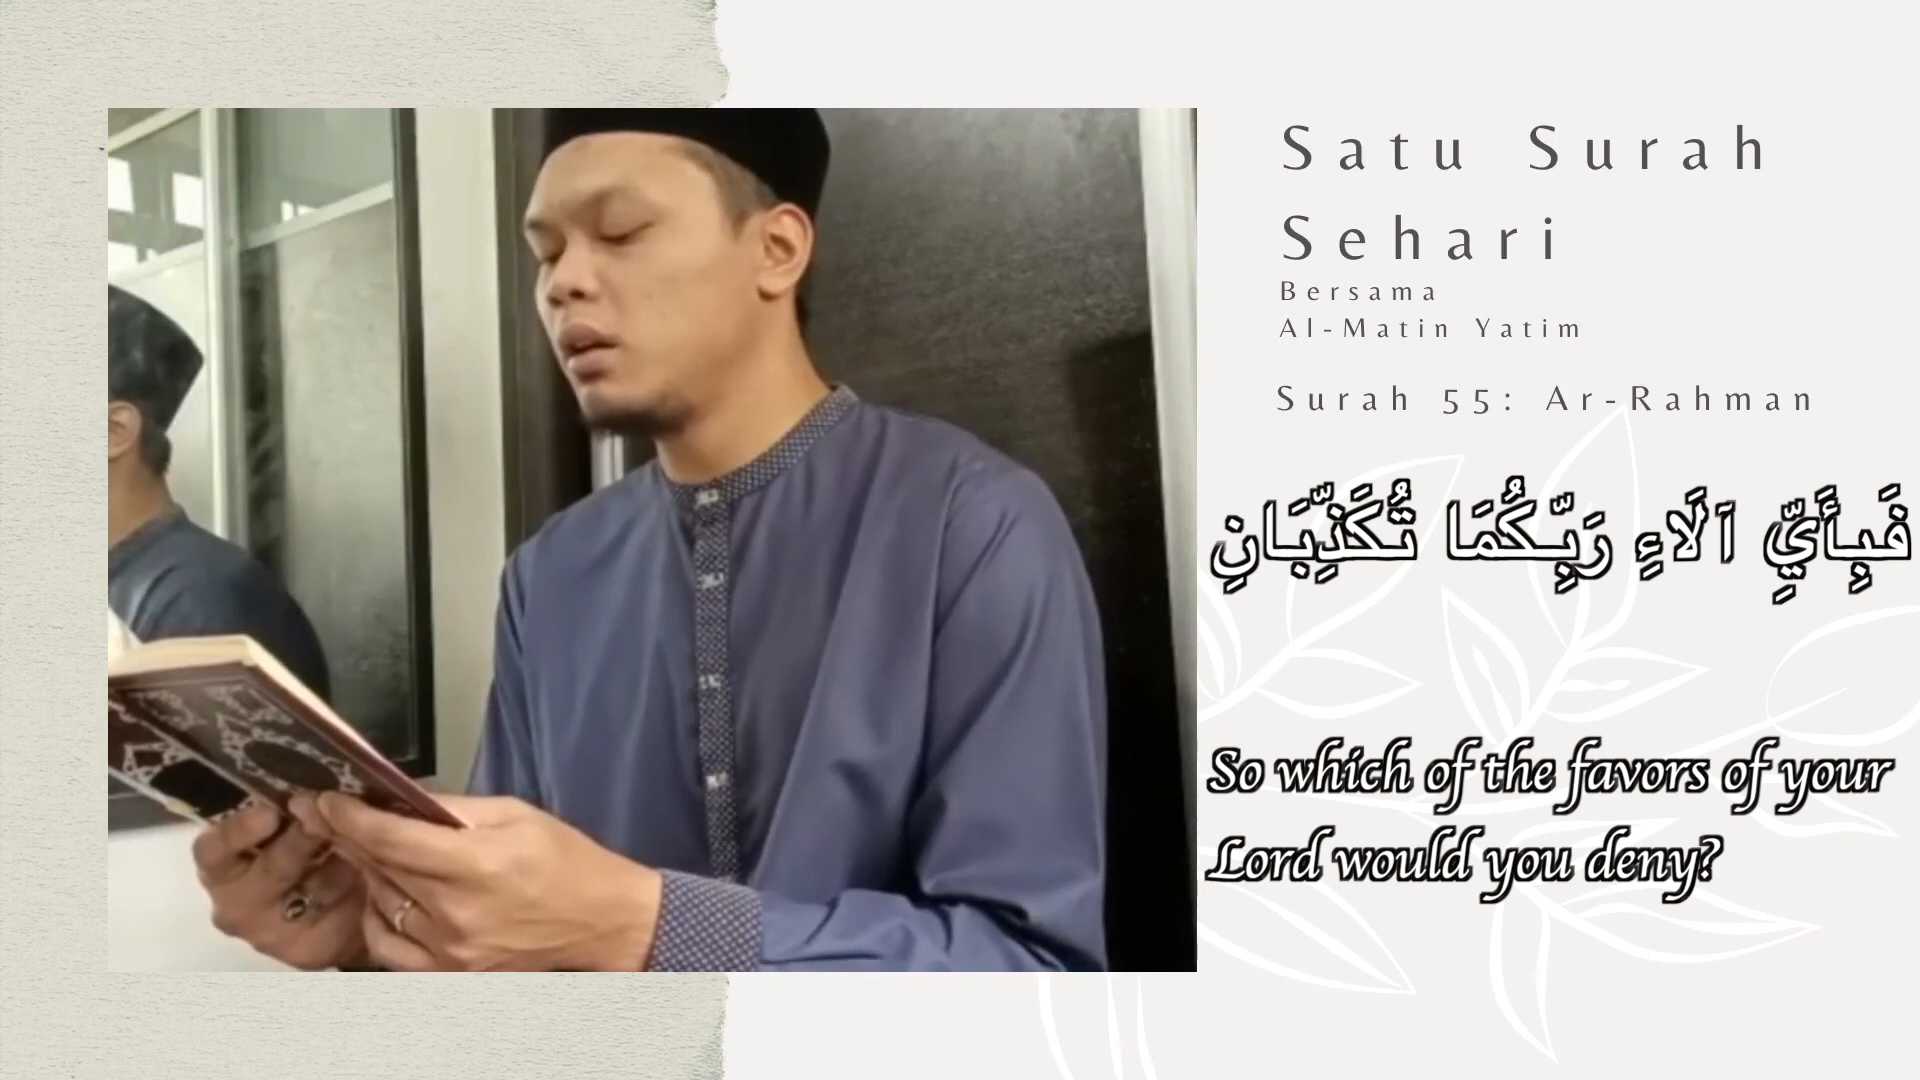 Satu Surah
Sehari
Bersama
Al-Matin Yatim
Surah 55: Ar-Rahman
فَبِأَيِّ آلَاءِ رَبِّكُمَا تُكَذِّبَانِ
So which of the favors of your
Lord would you deny?